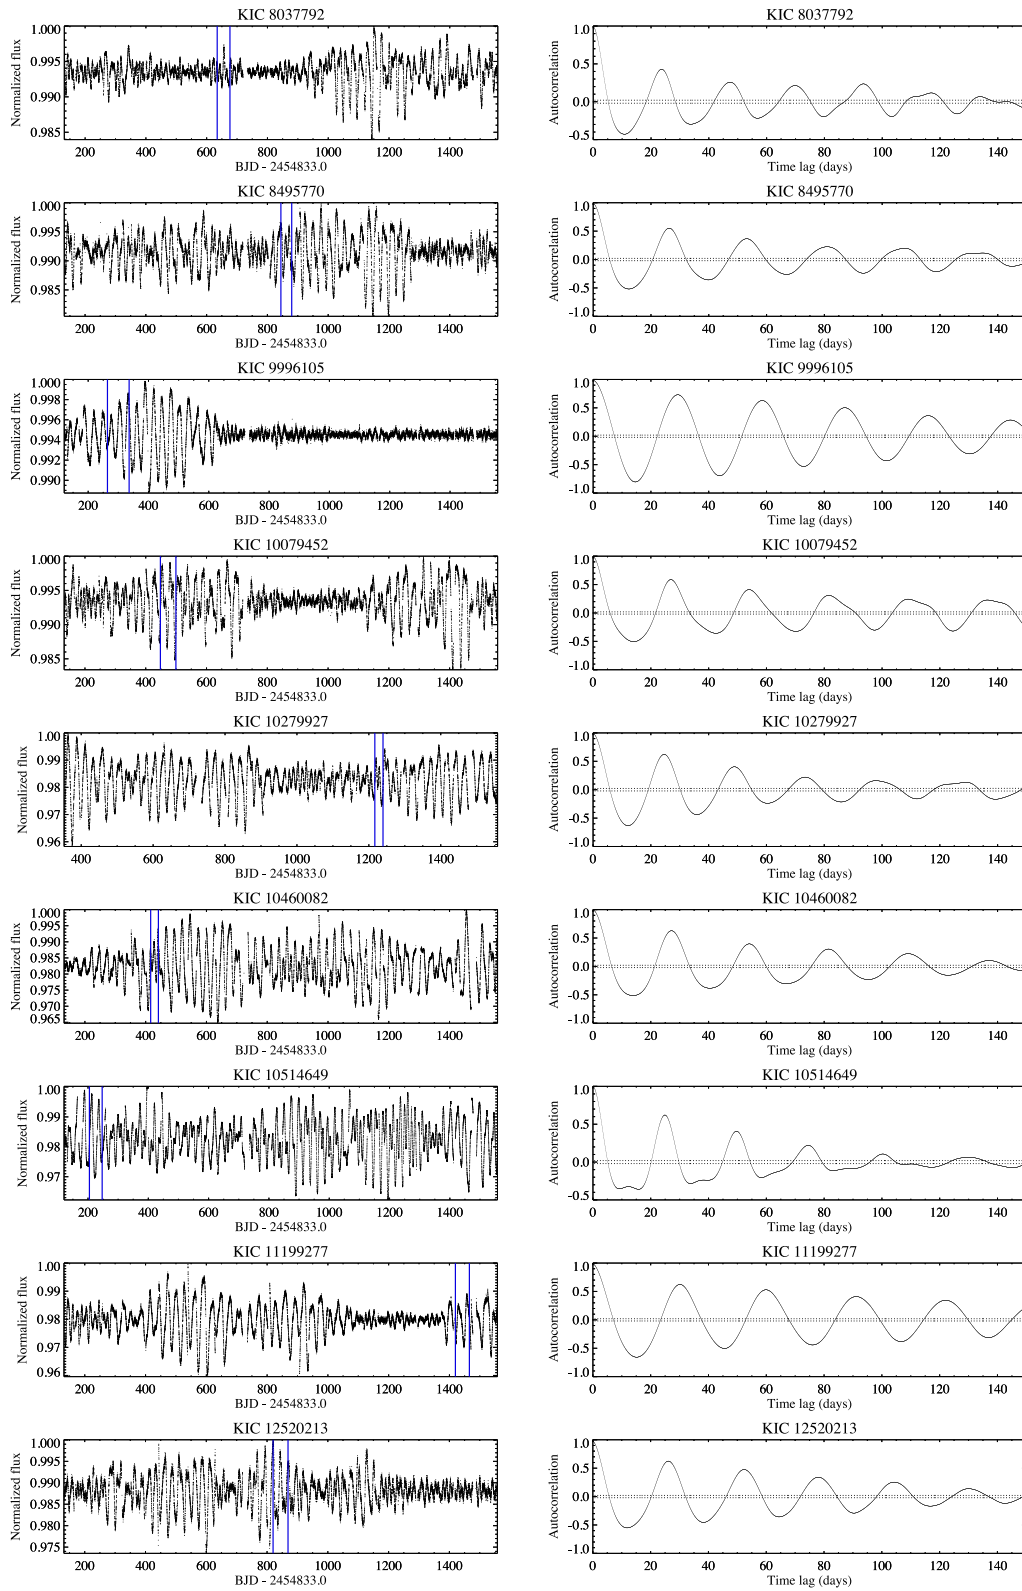 KIC 8037792 KIC 8037792
1.000 1.0
0.995 0.5
0.990 0.0
0.985 -0.5
Normalized flux Autocorrelation
200 400 600 800 1000 1200 1400 0 20 40 60 80 100 120 140
BJD - 2454833.0 Time lag (days)
KIC 8495770 KIC 8495770
1.000 1.0
0.995 0.5
0.990 0.0
0.985 -0.5
-1.0
Normalized flux Autocorrelation
200 400 600 800 1000 1200 1400 0 20 40 60 80 100 120 140
BJD - 2454833.0 Time lag (days)
KIC 9996105 KIC 9996105
1.000 1.0
0.998 0.5
0.996 0.0
0.994 -0.5
0.992 -1.0
0.990
Normalized flux Autocorrelation
200 400 600 800 1000 1200 1400 0 20 40 60 80 100 120 140
BJD - 2454833.0 Time lag (days)
KIC 10079452 KIC 10079452
1.000 1.0
0.995 0.5
0.990 0.0
0.985 -0.5
-1.0
Normalized flux Autocorrelation
200 400 600 800 1000 1200 1400 0 20 40 60 80 100 120 140
BJD - 2454833.0 Time lag (days)
KIC 10279927 KIC 10279927
1.00 1.0
0.99 0.5
0.98 0.0
0.97 -0.5
0.96 -1.0
Normalized flux Autocorrelation
400 600 800 1000 1200 1400 0 20 40 60 80 100 120 140
BJD - 2454833.0 Time lag (days)
KIC 10460082 KIC 10460082
1.000 1.0
0.995 0.5
0.990 0.0
0.985 -0.5
0.980 -1.0
0.975
0.970
0.965
Normalized flux Autocorrelation
200 400 600 800 1000 1200 1400 0 20 40 60 80 100 120 140
BJD - 2454833.0 Time lag (days)
KIC 10514649 KIC 10514649
1.00 1.0
0.99 0.5
0.98 0.0
0.97 -0.5
Normalized flux Autocorrelation
200 400 600 800 1000 1200 1400 0 20 40 60 80 100 120 140
BJD - 2454833.0 Time lag (days)
KIC 11199277 KIC 11199277
1.00 1.0
0.99 0.5
0.98 0.0
0.97 -0.5
0.96 -1.0
Normalized flux Autocorrelation
200 400 600 800 1000 1200 1400 0 20 40 60 80 100 120 140
BJD - 2454833.0 Time lag (days)
KIC 12520213 KIC 12520213
1.000 1.0
0.995 0.5
0.990 0.0
0.985 -0.5
0.980 -1.0
0.975
Normalized flux Autocorrelation
200 400 600 800 1000 1200 1400 0 20 40 60 80 100 120 140
BJD - 2454833.0 Time lag (days)